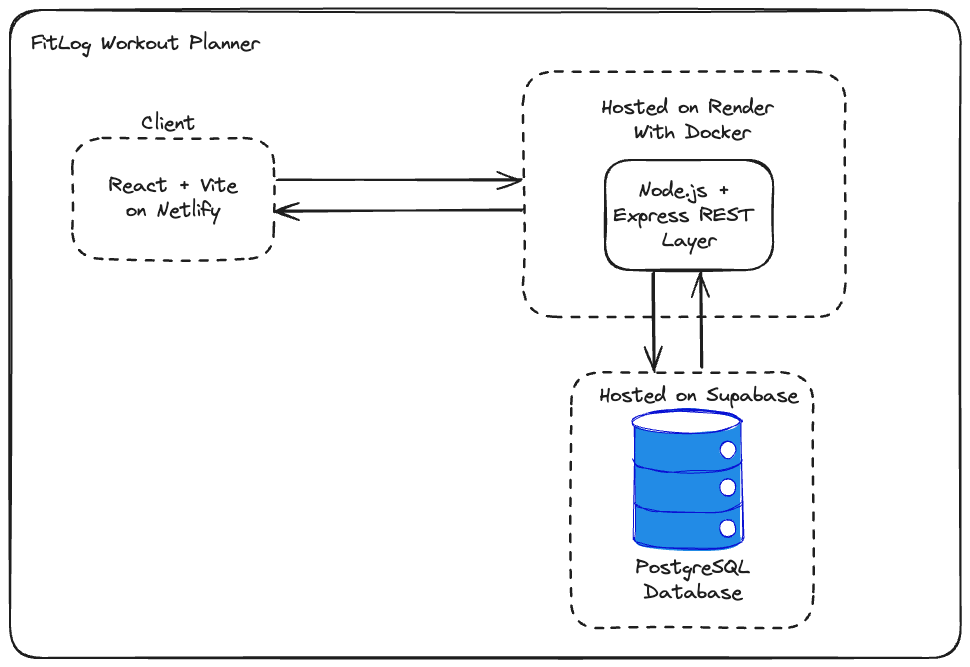 FitLog Workout Planner
Client
React + Vite
on Netlify
Hosted on Render
With Docker
Node.js +
Express REST
Layer
Hosted on Supabase
PostgreSQL
Database